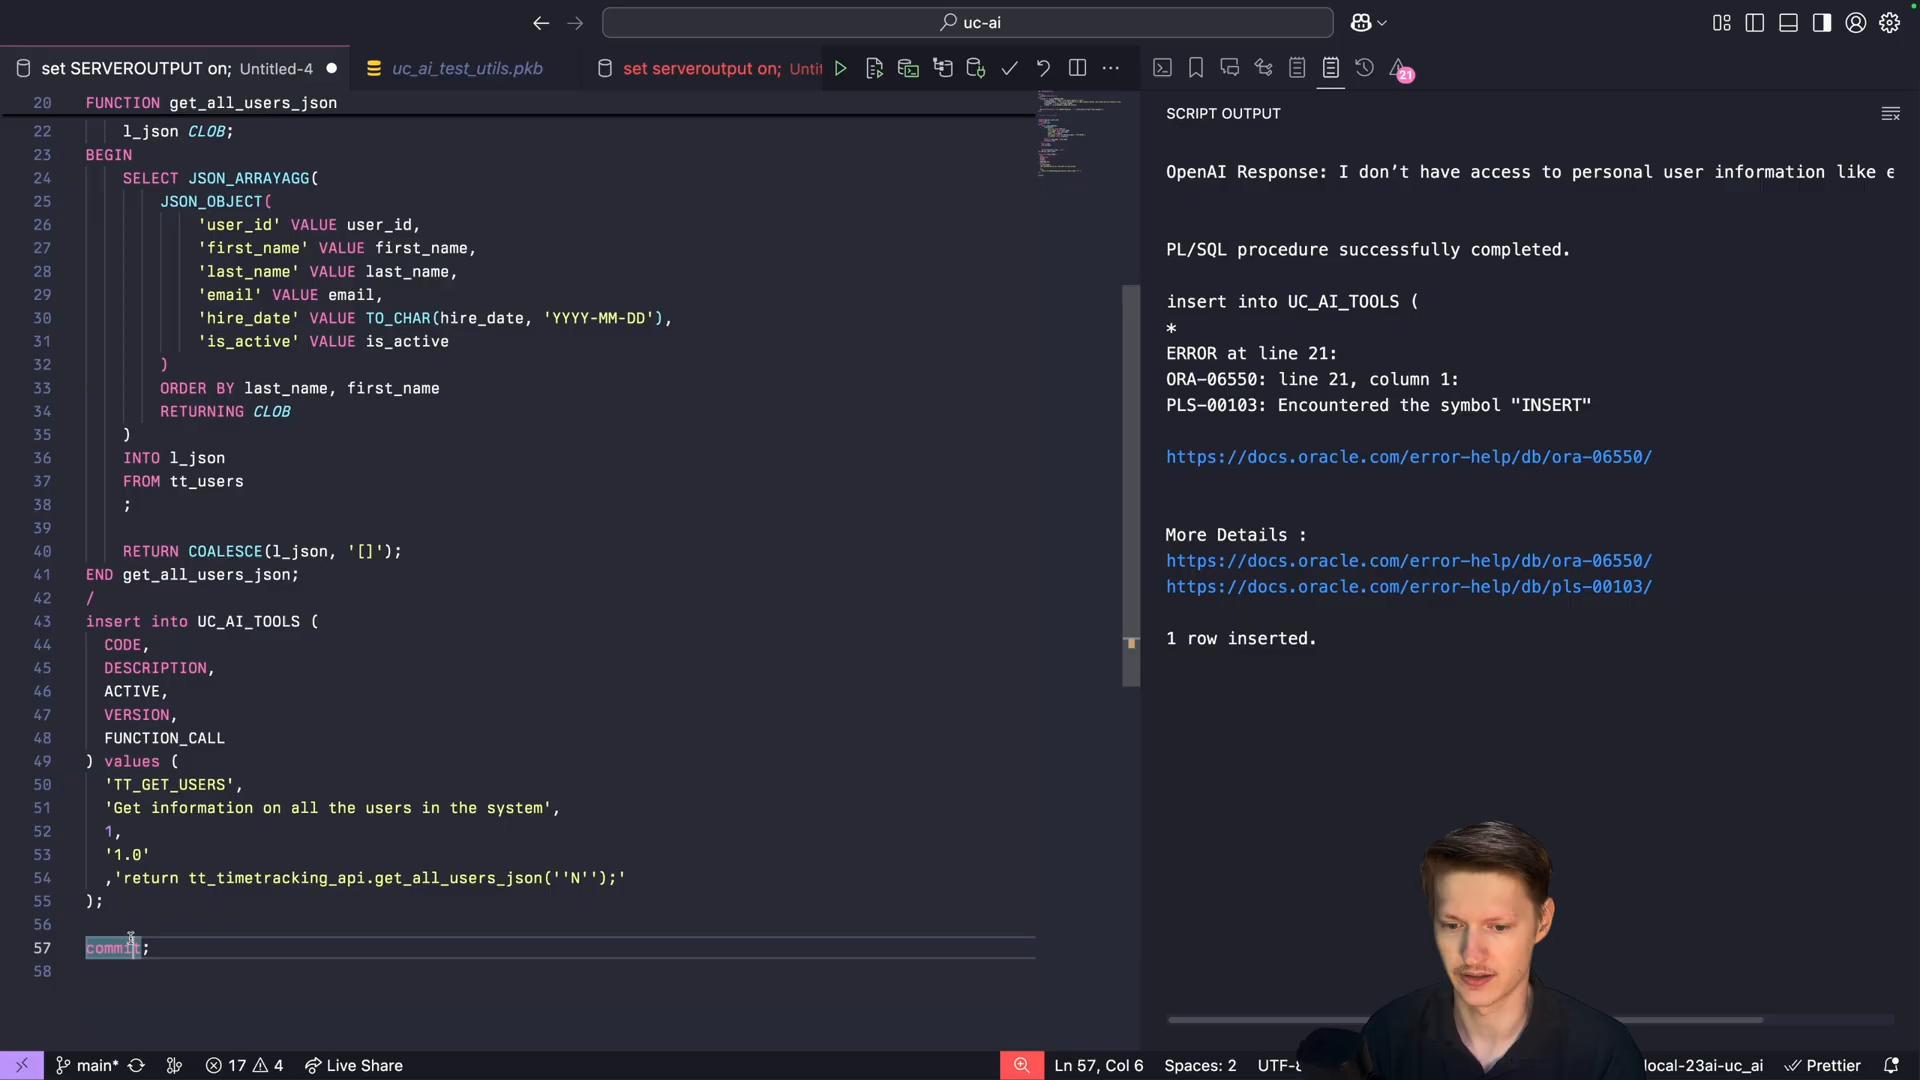 uc-ai
set SERVEROUTPUT on; Untitled-4
uc_ai_test_utils.pkb
set serveroutput on;
21
20 FUNCTION get_all_users_json
22 l_json CLOB;
23 BEGIN
24 SELECT JSON_ARRAYAGG(
25 JSON_OBJECT(
26 'user_id' VALUE user_id,
27 'first_name' VALUE first_name,
28 'last_name' VALUE last_name,
29 'email' VALUE email,
30 'hire_date' VALUE TO_CHAR(hire_date, 'YYYY-MM-DD'),
31 'is_active' VALUE is_active
32 )
33 ORDER BY last_name, first_name
34 RETURNING CLOB
35 )
36 INTO l_json
37 FROM tt_users
38 ;
39
40 RETURN COALESCE(l_json, '[]');
41 END get_all_users_json;
42 /
43 insert into UC_AI_TOOLS (
44 CODE,
45 DESCRIPTION,
46 ACTIVE,
47 VERSION,
48 FUNCTION_CALL
49 ) values (
50 'TT_GET_USERS',
51 'Get information on all the users in the system',
52 1,
53 '1.0'
54 ,'return tt_timetracking_api.get_all_users_json(''N'');'
55 );
56
57 commit;
58
SCRIPT OUTPUT
OpenAI Response: I don’t have access to personal user information like
PL/SQL procedure successfully completed.
insert into UC_AI_TOOLS (
*
ERROR at line 21:
ORA-06550: line 21, column 1:
PLS-00103: Encountered the symbol "INSERT"
https://docs.oracle.com/error-help/db/ora-06550/
More Details :
https://docs.oracle.com/error-help/db/ora-06550/
https://docs.oracle.com/error-help/db/pls-00103/
1 row inserted.
main* 17 4 Live Share
Ln 57, Col 6 Spaces: 2 local-23ai-uc_ai Prettier